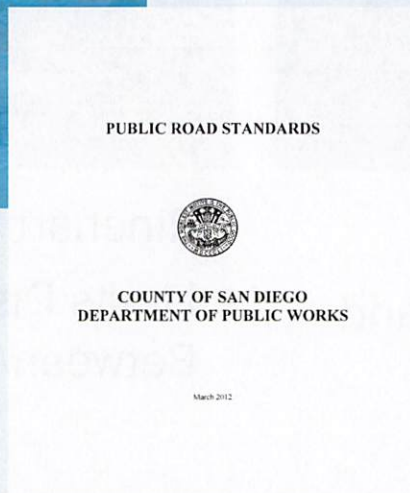 PUBLIC ROAD STANDARDS
COUNTY OF SAN DIEGO
DEPARTMENT OF PUBLIC WORKS
March 2012